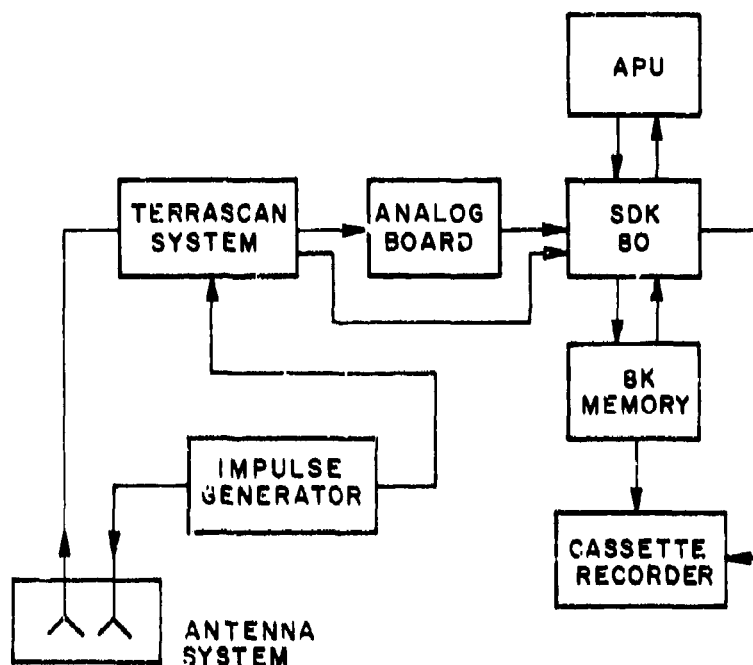 APU
TERRASCAN
SYSTEM
ANALOG
BOARD
SDK
80
8K
MEMORY
IMPULSE
GENERATOR
CASSETTE
RECORDER
ANTENNA
SYSTEM